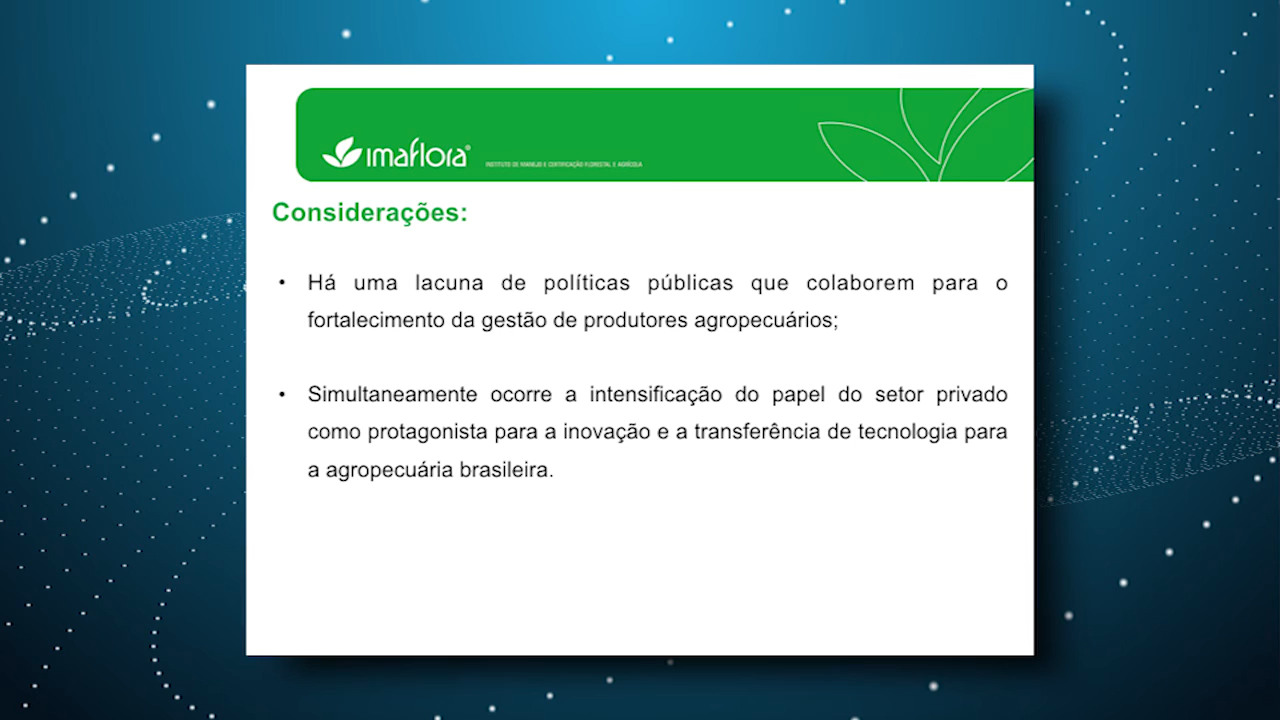 imaflora®
INSTITUTO DE MANEJO E CERTIFICAÇÃO FLORESTAL E AGRÍCOLA
Considerações:
• Há uma lacuna de políticas públicas que colaborem para o
fortalecimento da gestão de produtores agropecuários;
• Simultaneamente ocorre a intensificação do papel do setor privado
como protagonista para a inovação e a transferência de tecnologia para
a agropecuária brasileira.